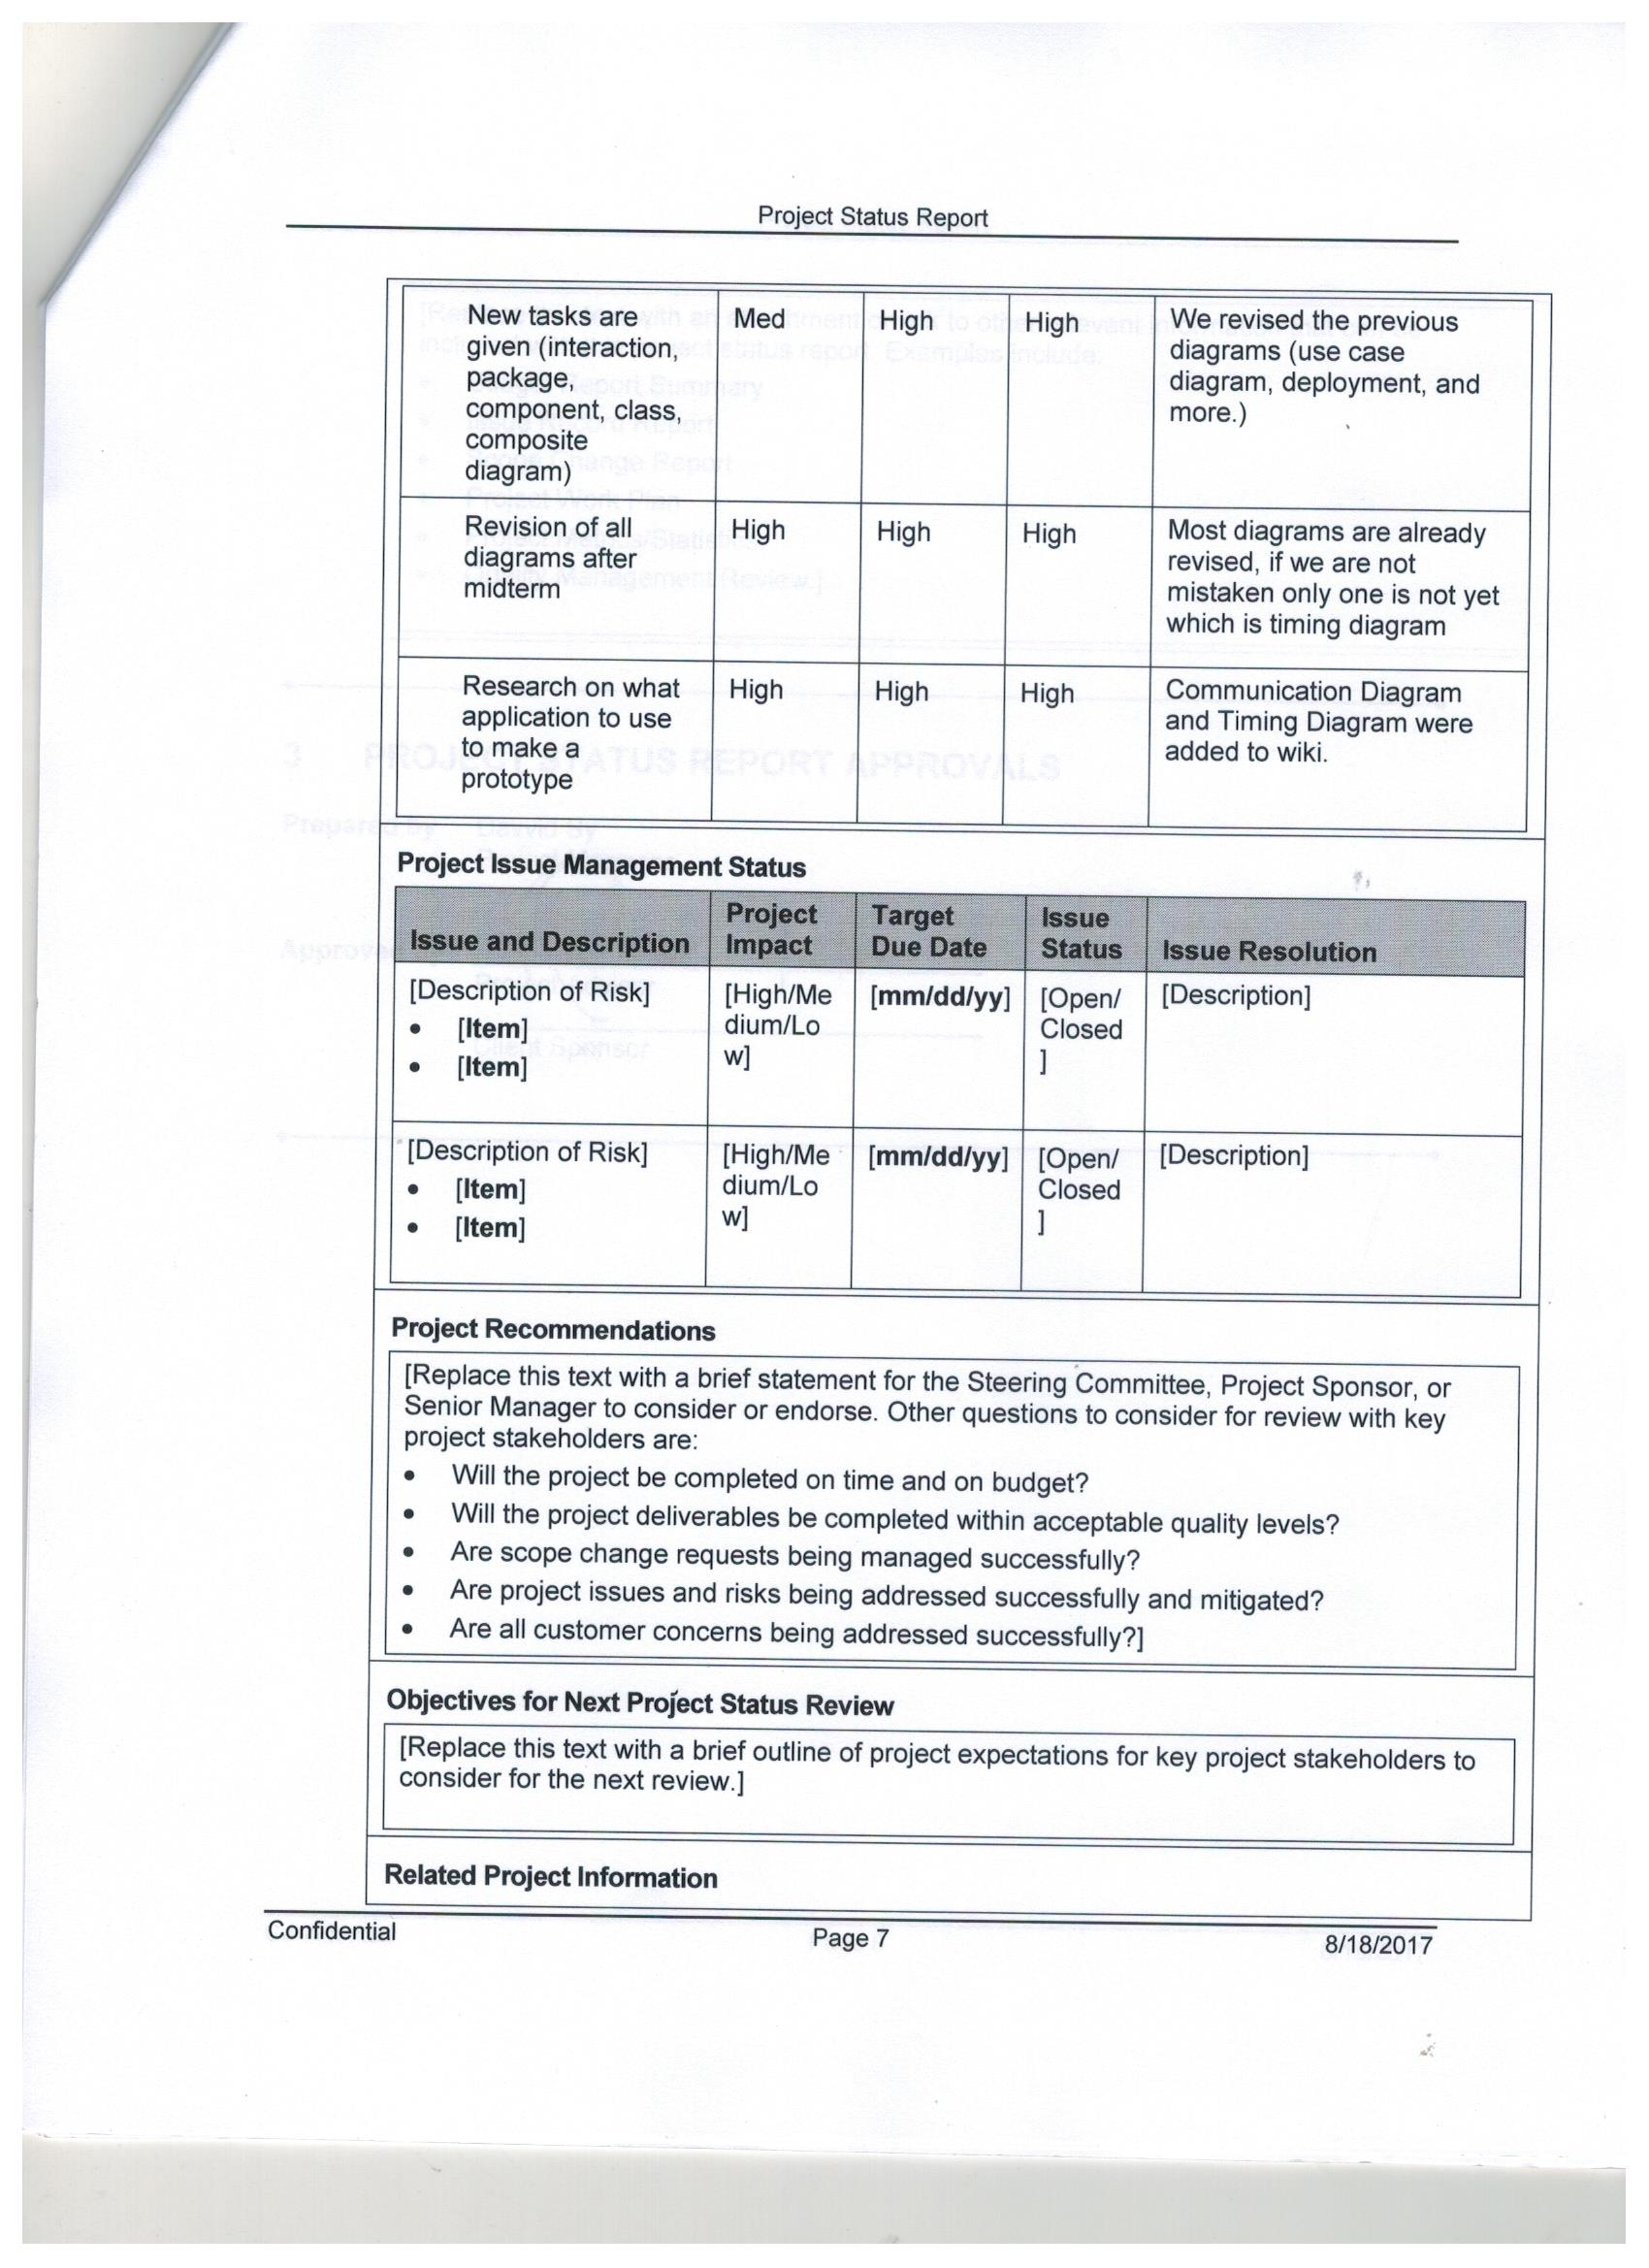 Project Status Report
New tasks are
given (interaction,
package,
component, class,
composite
diagram)
Med
High
High
We revised the previous
diagrams (use case
diagram, deployment, and
more.)
Revision of all
diagrams after
midterm
High
High
High
Most diagrams are already
revised, if we are not
mistaken only one is not yet
which is timing diagram
Research on what
application to use
to make a
prototype
High
High
High
Communication Diagram
and Timing Diagram were
added to wiki.
Project Issue Management Status
Issue and Description
Project
Impact
Target
Due Date
Issue
Status
Issue Resolution
[Description of Risk]
• [Item]
• [Item]
[High/Me
dium/Lo
w]
[mm/dd/yy]
[Open/
Closed
]
[Description]
[Description of Risk]
• [Item]
• [Item]
[High/Me
dium/Lo
w]
[mm/dd/yy]
[Open/
Closed
]
[Description]
Project Recommendations
[Replace this text with a brief statement for the Steering Committee, Project Sponsor, or
Senior Manager to consider or endorse. Other questions to consider for review with key
project stakeholders are:
• Will the project be completed on time and on budget?
• Will the project deliverables be completed within acceptable quality levels?
• Are scope change requests being managed successfully?
• Are project issues and risks being addressed successfully and mitigated?
• Are all customer concerns being addressed successfully?]
Objectives for Next Project Status Review
[Replace this text with a brief outline of project expectations for key project stakeholders to
consider for the next review.]
Related Project Information
Confidential
Page 7
8/18/2017